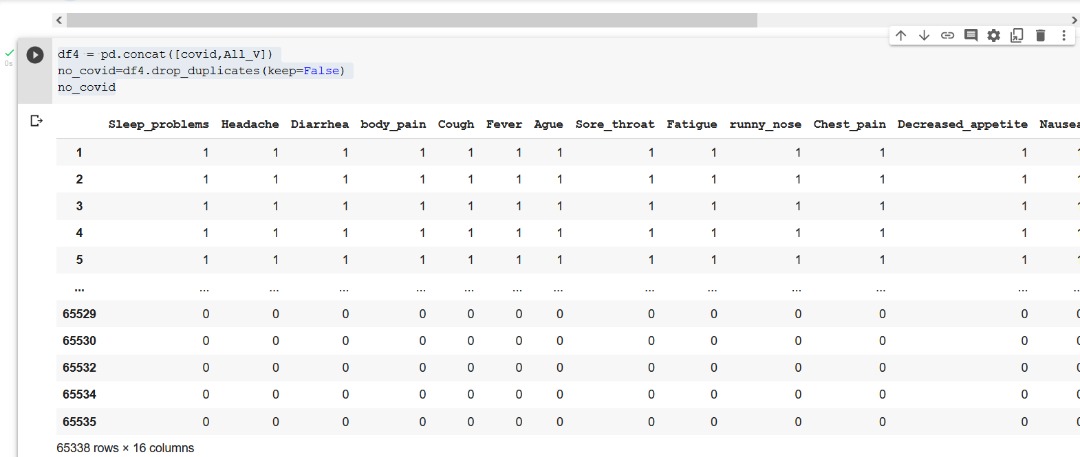 df4 = pd.concat([covid,All_V])
no_covid=df4.drop_duplicates(keep=False)
no_covid
Sleep_problems Headache Diarrhea body_pain Cough Fever Ague Sore_throat Fatigue runny_nose Chest_pain Decreased_appetite Nausea
1 1 1 1 1 1 1 1 1 1 1 1 1
2 1 1 1 1 1 1 1 1 1 1 1 1
3 1 1 1 1 1 1 1 1 1 1 1 1
4 1 1 1 1 1 1 1 1 1 1 1 1
5 1 1 1 1 1 1 1 1 1 1 1 1
... ... ... ... ... ... ... ... ... ... ... ... ...  ...
65529 0 0 0 0 0 0 0 0 0 0 0 0
65530 0 0 0 0 0 0 0 0 0 0 0 0
65532 0 0 0 0 0 0 0 0 0 0 0 0
65534 0 0 0 0 0 0 0 0 0 0 0 0
65535 0 0 0 0 0 0 0 0 0 0 0 0
65338 rows × 16 columns